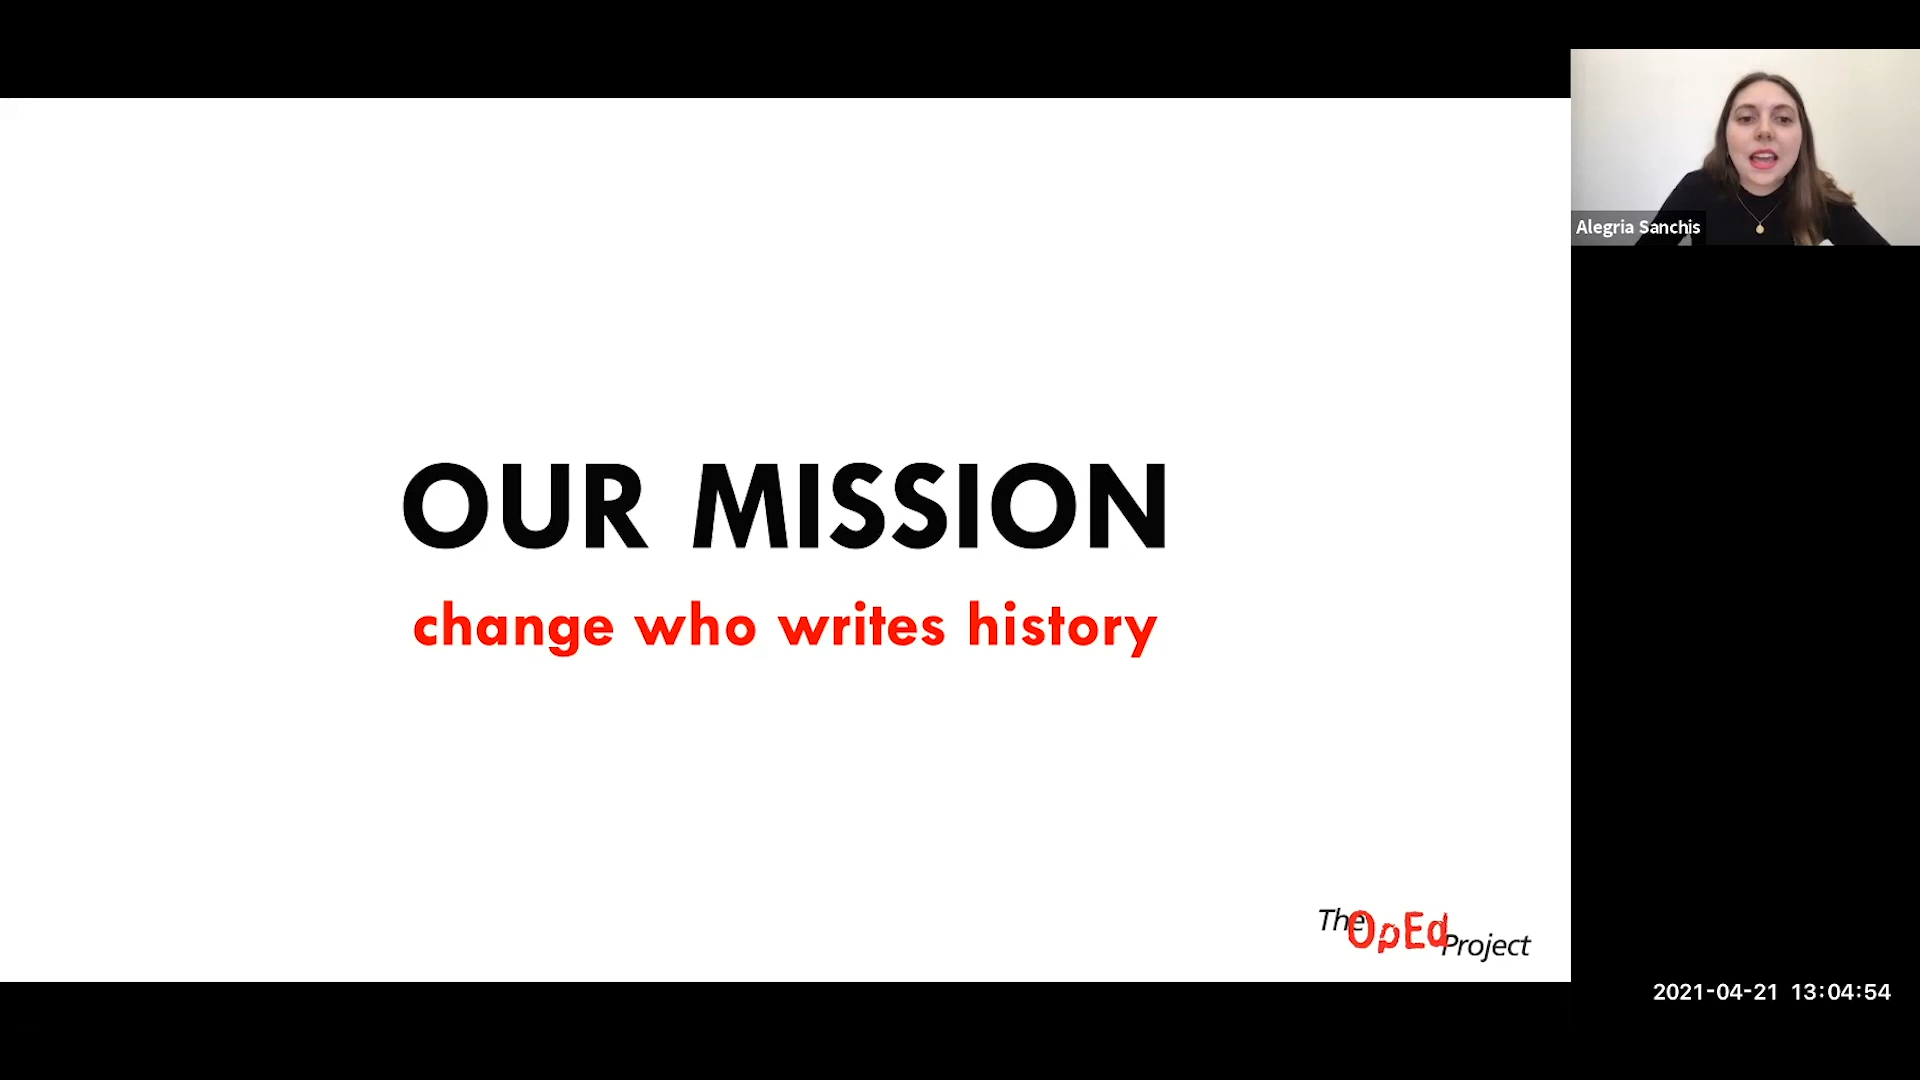 OUR MISSION
change who writes history
The OpEd Project
Alegria Sanchis
2021-04-21 13:04:54